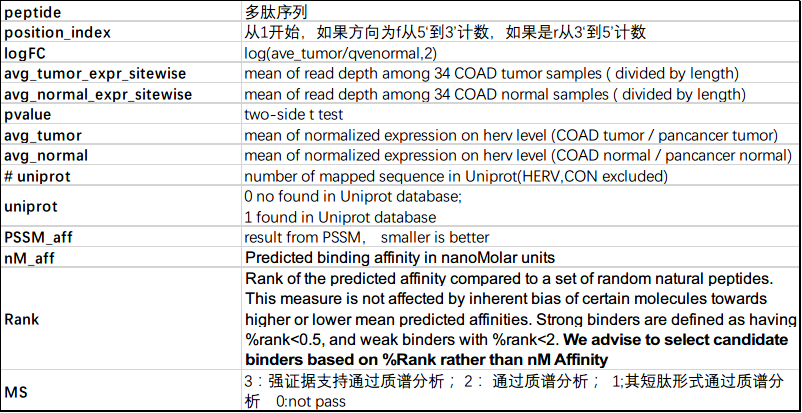 peptide 多肽序列
position_index 从1开始，如果方向为f从5‘到3’计数，如果是r从3‘到5’计数
logFC log(ave_tumor/qvenormal,2)
avg_tumor_expr_sitewise mean of read depth among 34 COAD tumor samples ( divided by length)
avg_normal_expr_sitewise mean of read depth among 34 COAD normal samples ( divided by length)
pvalue two-side t test
avg_tumor mean of normalized expression on herv level (COAD tumor / pancancer tumor)
avg_normal mean of normalized expression on herv level (COAD normal / pancancer normal)
# uniprot number of mapped sequence in Uniprot(HERV,CON excluded)
uniprot
0 no found in Uniprot database;
1 found in Uniprot database
PSSM_aff result from PSSM， smaller is better
nM_aff Predicted binding affinity in nanoMolar units
Rank
Rank of the predicted affinity compared to a set of random natural peptides.
This measure is not affected by inherent bias of certain molecules towards
higher or lower mean predicted affinities. Strong binders are defined as having
%rank<0.5, and weak binders with %rank<2. We advise to select candidate
binders based on %Rank rather than nM Affinity
MS
3：强证据支持通过质谱分析； 2： 通过质谱分析； 1;其短肽形式通过质谱分
析 0:not pass